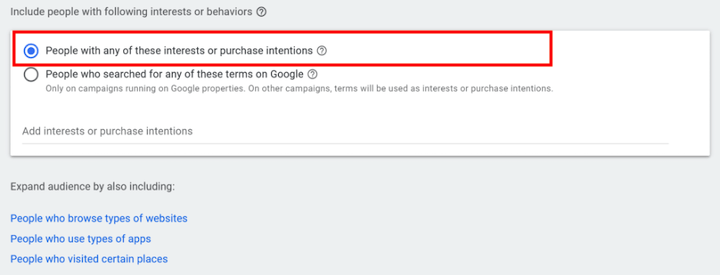 Include people with following interests or behaviors
People with any of these interests or purchase intentions
People who searched for any of these terms on Google
Only on campaigns running on Google properties. On other campaigns, terms will be used as interests or purchase intentions.
Add interests or purchase intentions
Expand audience by also including:
People who browse types of websites
People who use types of apps
People who visited certain places